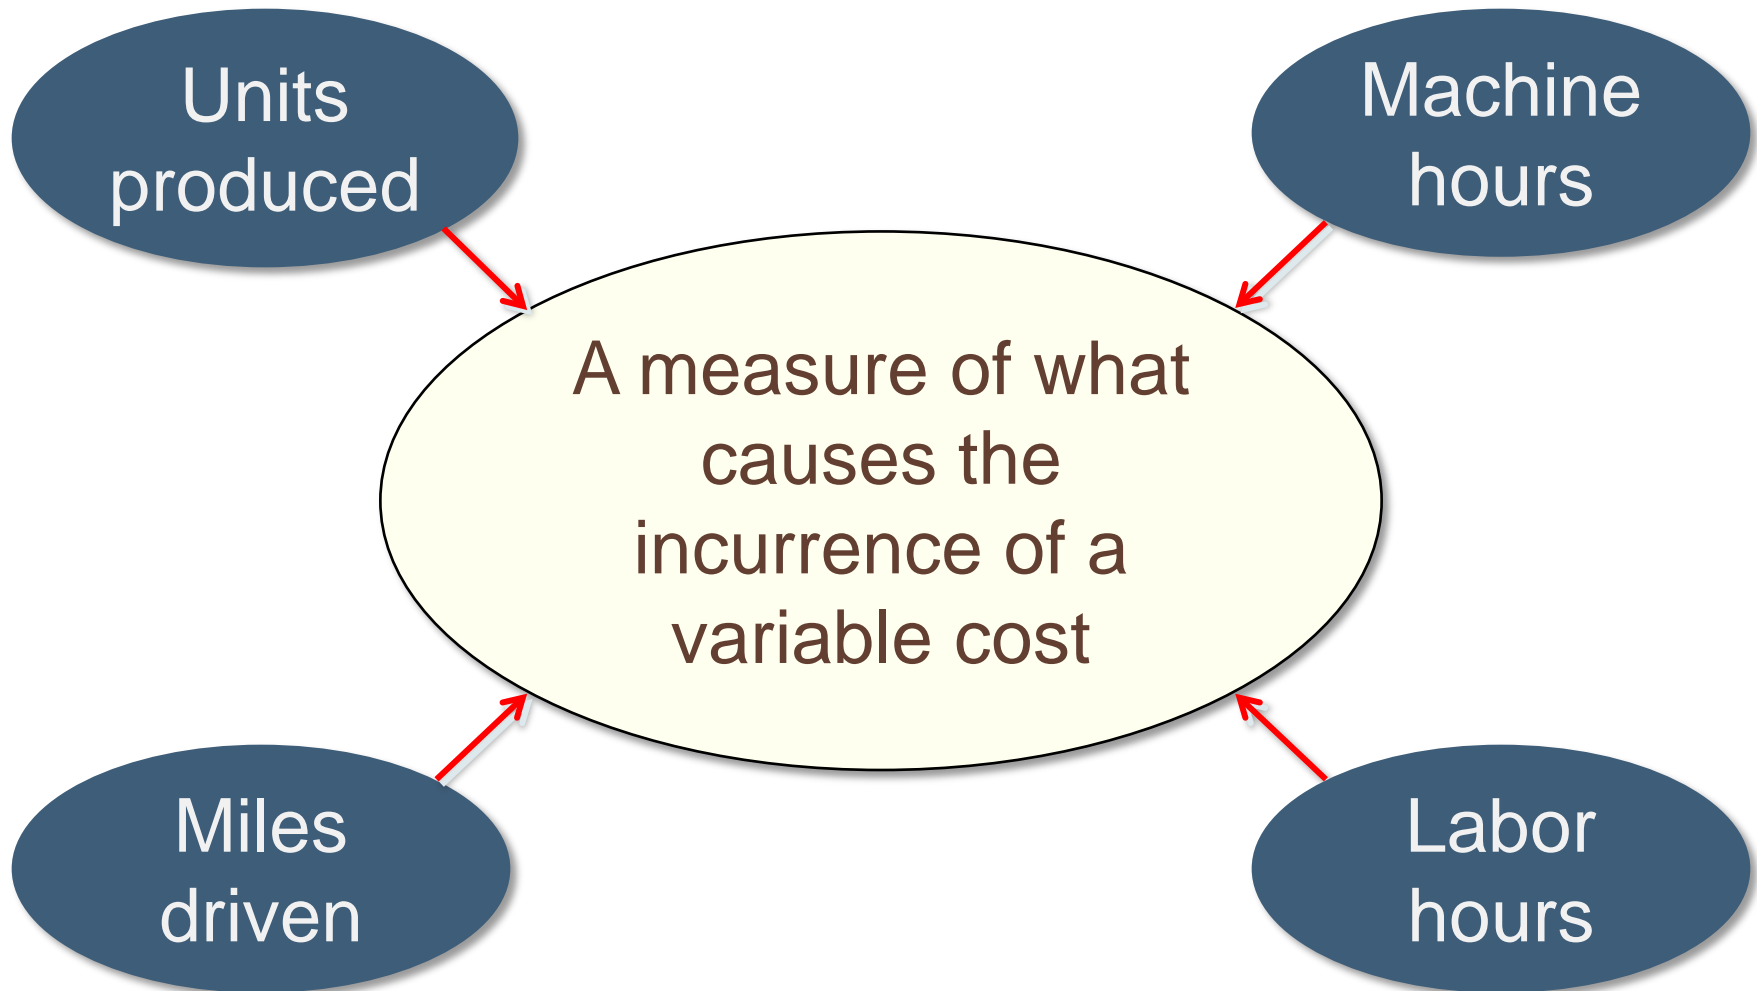 Units
produced
Machine
hours
A measure of what
causes the
incurrence of a
variable cost
Miles
driven
Labor
hours